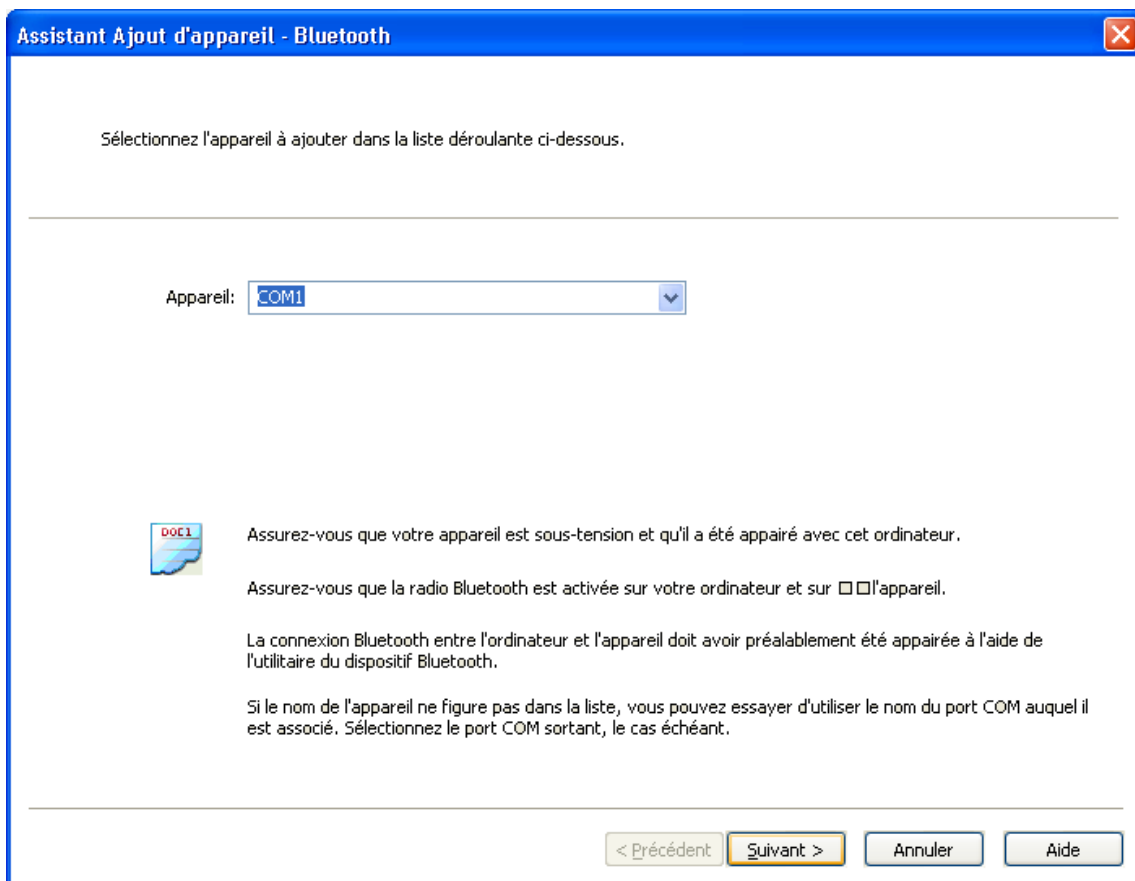 Assistant Ajout d'appareil - Bluetooth
Sélectionnez l'appareil à ajouter dans la liste déroulante ci-dessous.
Appareil: COM1
DOC1
Assurez-vous que votre appareil est sous-tension et qu'il a été appairé avec cet ordinateur.
Assurez-vous que la radio Bluetooth est activée sur votre ordinateur et sur □□l'appareil.
La connexion Bluetooth entre l'ordinateur et l'appareil doit avoir préalablement été appairée à l'aide de
l'utilitaire du dispositif Bluetooth.
Si le nom de l'appareil ne figure pas dans la liste, vous pouvez essayer d'utiliser le nom du port COM auquel il
est associé. Sélectionnez le port COM sortant, le cas échéant.
< Précédent Suivant > Annuler Aide